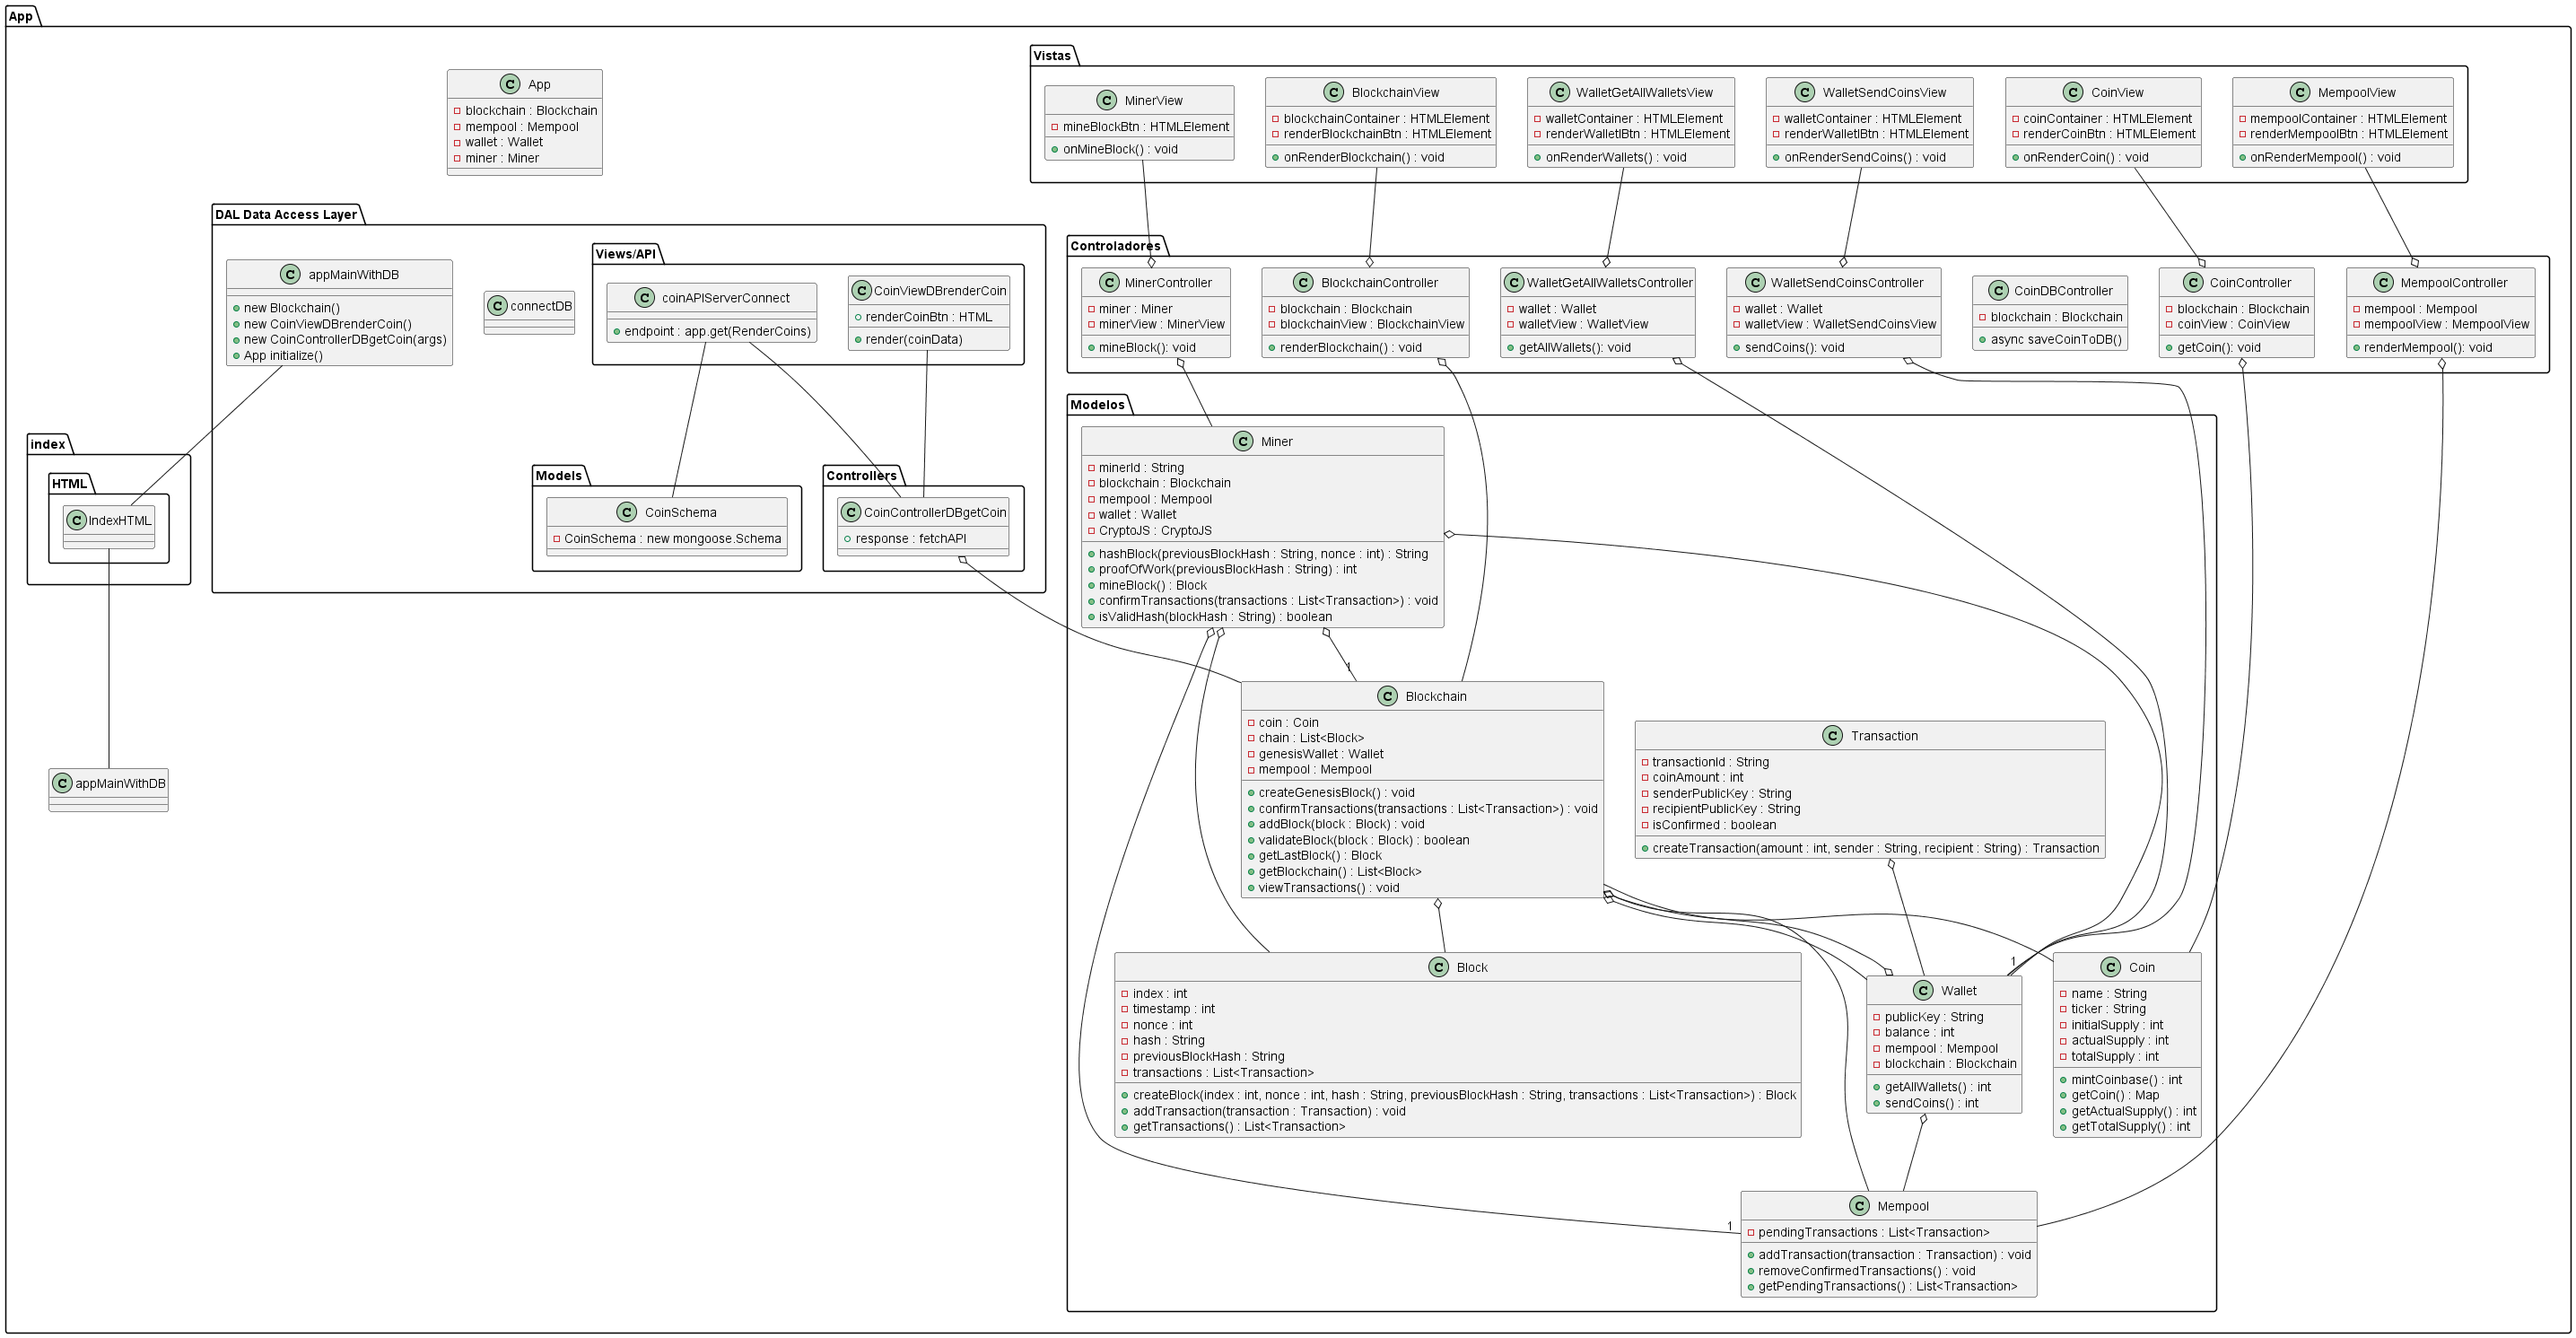 App
Vistas
C App
blockchain : Blockchain
mempool : Mempool
wallet : Wallet
miner : Miner
C MinerView
mineBlockBtn : HTMLElement
onMineBlock() : void
C BlockchainView
blockchainContainer : HTMLElement
renderBlockchainBtn : HTMLElement
onRenderBlockchain() : void
C WalletGetAllWalletsView
walletContainer : HTMLElement
renderWalletlBtn : HTMLElement
onRenderWallets() : void
C WalletSendCoinsView
walletContainer : HTMLElement
renderWalletlBtn : HTMLElement
onRenderSendCoins() : void
C CoinView
coinContainer : HTMLElement
renderCoinBtn : HTMLElement
onRenderCoin() : void
C MempoolView
mempoolContainer : HTMLElement
renderMempoolBtn : HTMLElement
onRenderMempool() : void
DAL Data Access Layer
C appMainWithDB
new Blockchain()
new CoinViewDBrenderCoin()
new CoinControllerDBgetCoin(args)
App initialize()
C connectDB
Views/API
C coinAPIServerConnect
endpoint : app.get(RenderCoins)
C CoinViewDBrenderCoin
renderCoinBtn : HTML
render(coinData)
Controladores
C MinerController
miner : Miner
minerView : MinerView
mineBlock(): void
C BlockchainController
blockchain : Blockchain
blockchainView : BlockchainView
renderBlockchain() : void
C WalletGetAllWalletsController
wallet : Wallet
walletView : WalletView
getAllWallets(): void
C WalletSendCoinsController
wallet : Wallet
walletView : WalletSendCoinsView
sendCoins(): void
C CoinDBController
blockchain : Blockchain
async saveCoinToDB()
C CoinController
blockchain : Blockchain
coinView : CoinView
getCoin(): void
C MempoolController
mempool : Mempool
mempoolView : MempoolView
renderMempool(): void
index
HTML
C IndexHTML
Models
C CoinSchema
CoinSchema : new mongoose.Schema
Controllers
C CoinControllerDBgetCoin
response : fetchAPI
Modelos
C Miner
minerId : String
blockchain : Blockchain
mempool : Mempool
wallet : Wallet
CryptoJS : CryptoJS
hashBlock(previousBlockHash : String, nonce : int) : String
proofOfWork(previousBlockHash : String) : int
mineBlock() : Block
confirmTransactions(transactions : List<Transaction>) : void
isValidHash(blockHash : String) : boolean
1
C appMainWithDB
C Blockchain
coin : Coin
chain : List<Block>
genesisWallet : Wallet
mempool : Mempool
createGenesisBlock() : void
confirmTransactions(transactions : List<Transaction>) : void
addBlock(block : Block) : void
validateBlock(block : Block) : boolean
getLastBlock() : Block
getBlockchain() : List<Block>
viewTransactions() : void
C Transaction
transactionId : String
coinAmount : int
senderPublicKey : String
recipientPublicKey : String
isConfirmed : boolean
createTransaction(amount : int, sender : String, recipient : String) : Transaction
1
C Block
index : int
timestamp : int
nonce : int
hash : String
previousBlockHash : String
transactions : List<Transaction>
createBlock(index : int, nonce : int, hash : String, previousBlockHash : String, transactions : List<Transaction>) : Block
addTransaction(transaction : Transaction) : void
getTransactions() : List<Transaction>
C Wallet
publicKey : String
balance : int
mempool : Mempool
blockchain : Blockchain
getAllWallets() : int
sendCoins() : int
C Coin
name : String
ticker : String
initialSupply : int
actualSupply : int
totalSupply : int
mintCoinbase() : int
getCoin() : Map
getActualSupply() : int
getTotalSupply() : int
1
C Mempool
pendingTransactions : List<Transaction>
addTransaction(transaction : Transaction) : void
removeConfirmedTransactions() : void
getPendingTransactions() : List<Transaction>